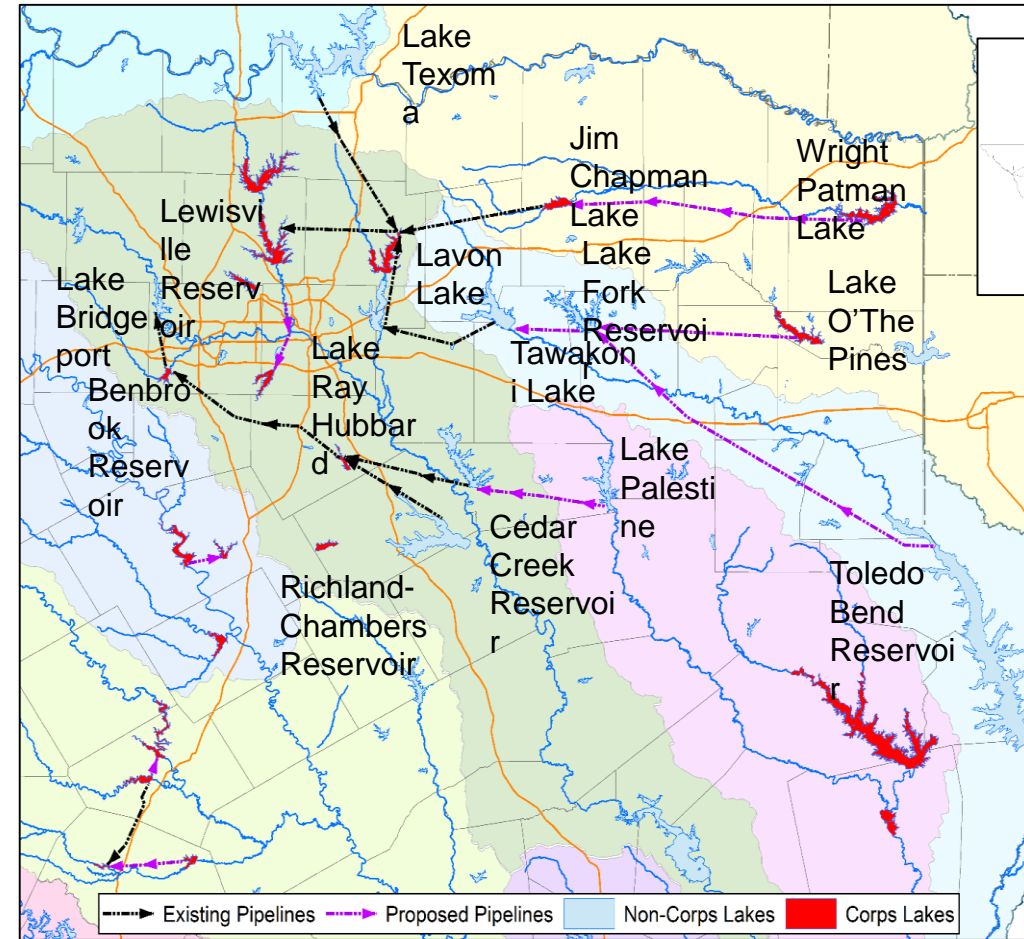 Lake
Texom
a
Jim
Chapman
Lake
Wright
Patman
Lake
Lewisvi
lle
Reserv
oir
Lavon
Lake
Lake
Fork
Reservoi
r
Lake
O'The
Pines
Lake
Bridge
port
Lake
Ray
Hubbar
d
Tawakon
i Lake
Benbro
ok
Reserv
oir
Lake
Palesti
ne
Cedar
Creek
Reservoi
r
Richland-
Chambers
Reservoir
Toledo
Bend
Reservoi
r
Existing Pipelines
Proposed Pipelines
Non-Corps Lakes
Corps Lakes